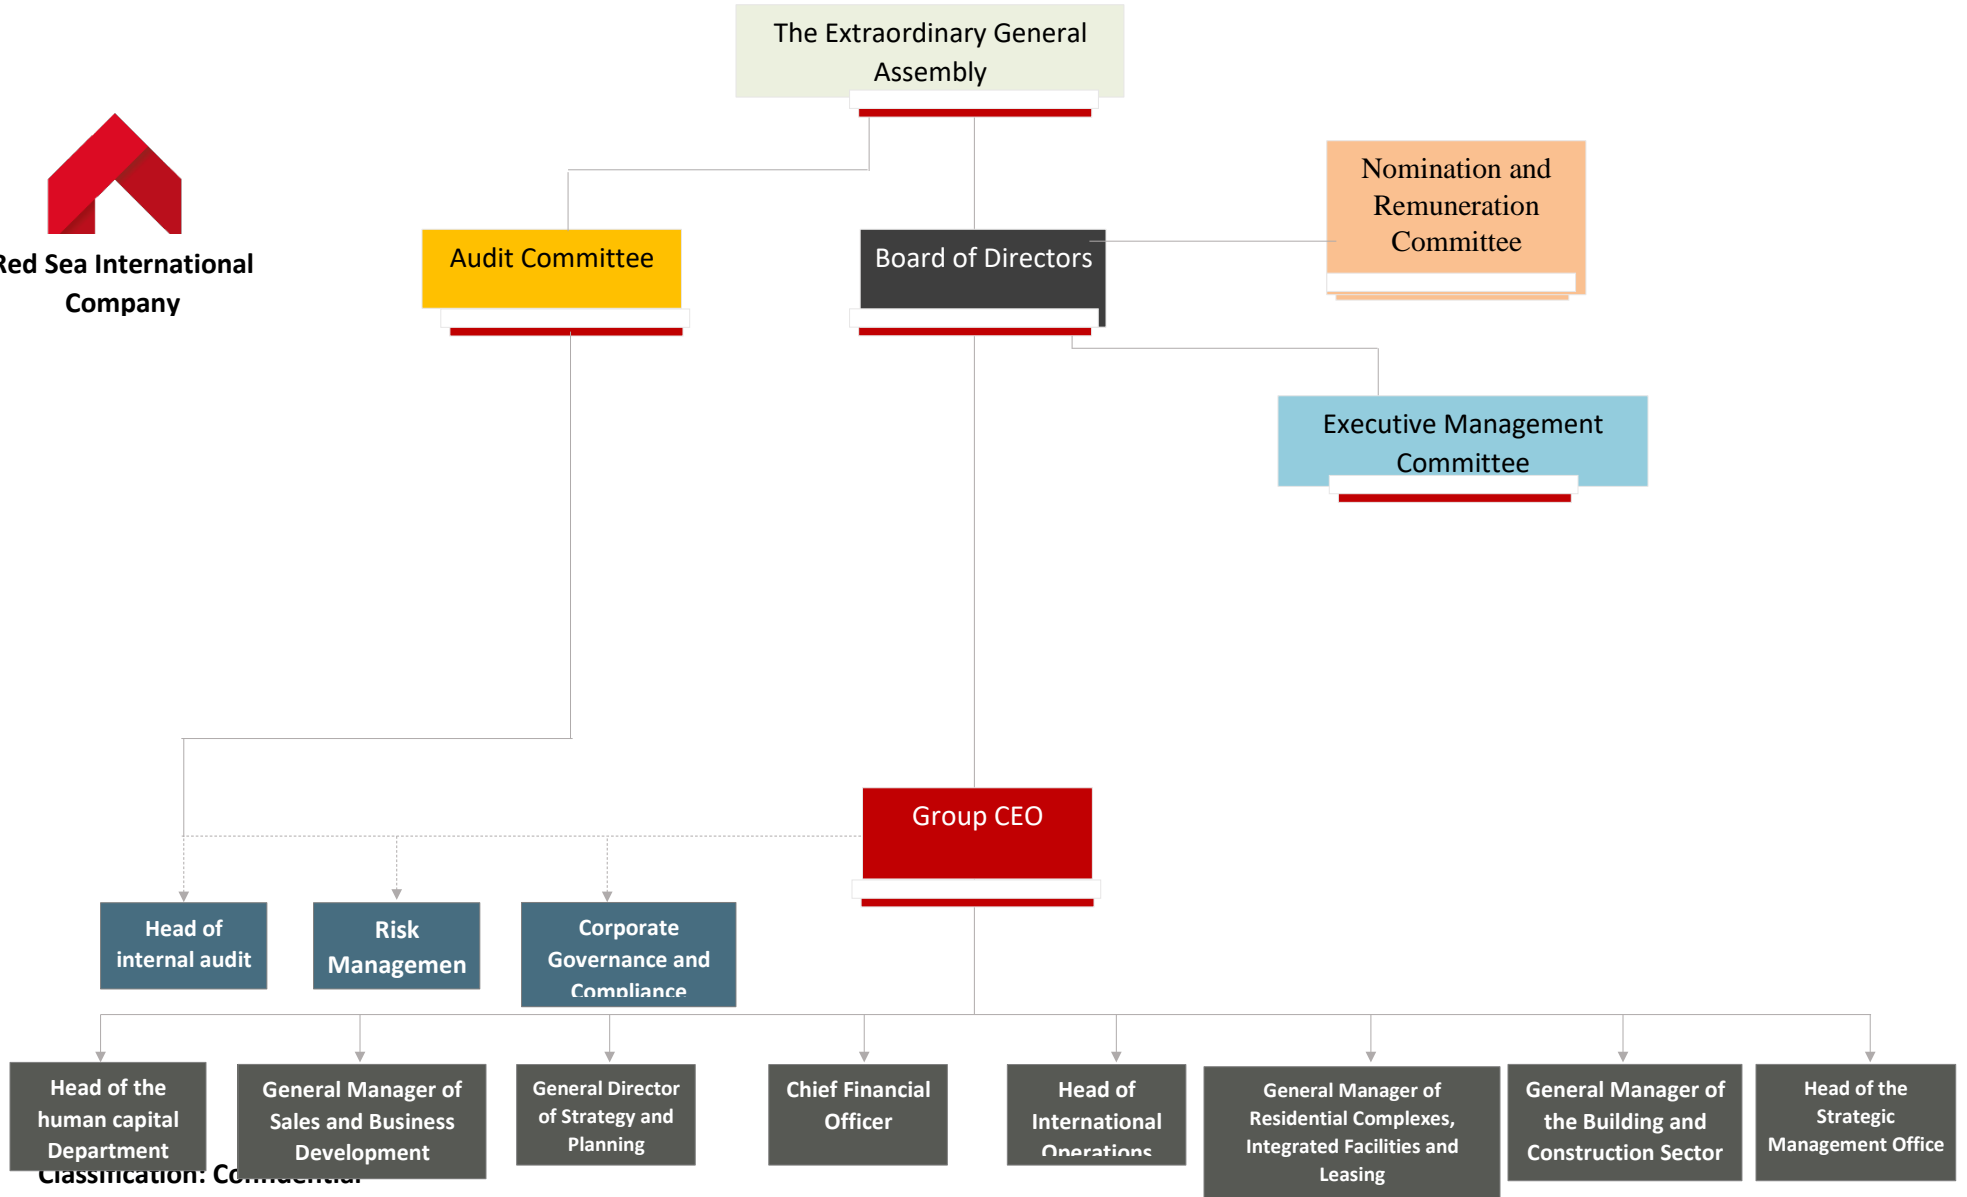 The Extraordinary General
Assembly
Nomination and
Remuneration
Committee
Red Sea International
Company
Audit Committee
Board of Directors
Executive Management
Committee
Group CEO
Head of
internal audit
Risk
Managemen
Corporate
Governance and
Compliance
Head of the
human capital
Department
General Manager of
Sales and Business
Development
General Director
of Strategy and
Planning
Chief Financial
Officer
Head of
International
Operations
General Manager of
Residential Complexes,
Integrated Facilities and
Leasing
General Manager of
the Building and
Construction Sector
Head of the
Strategic
Management Office
Classification: Confidential